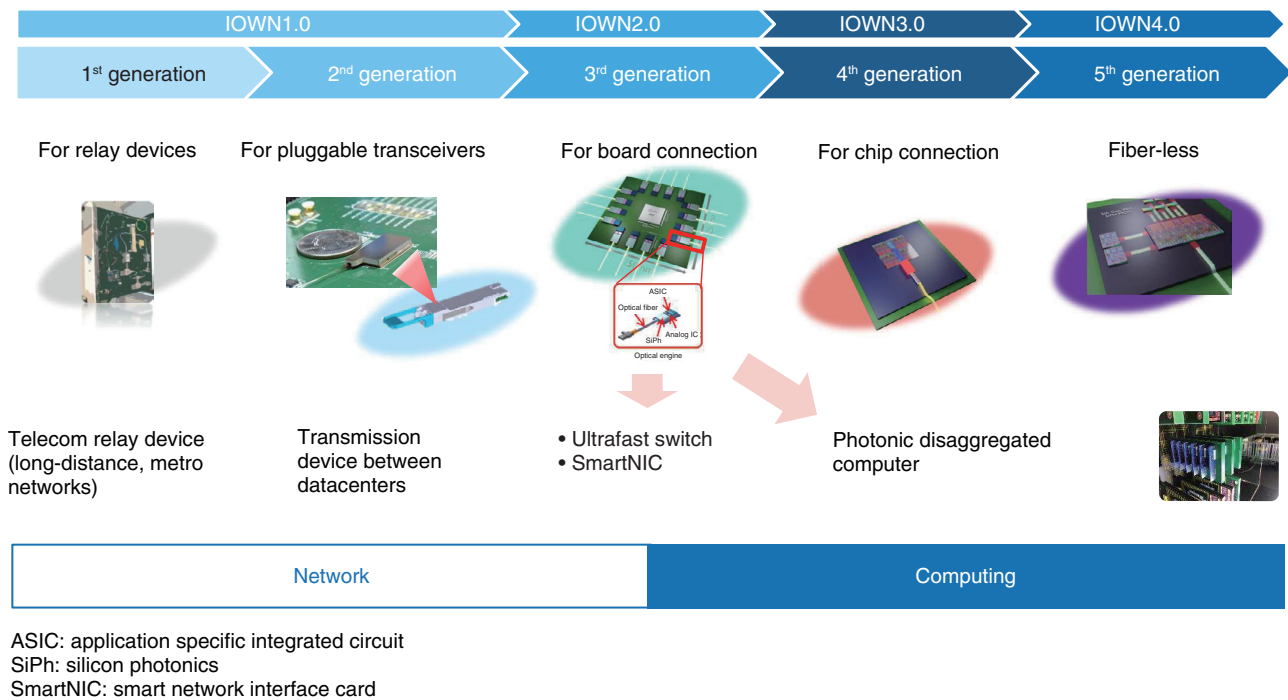 IOWN1.0
IOWN2.0
IOWN3.0
IOWN4.0
1st generation
2nd generation
3rd generation
4th generation
5th generation
For relay devices
For pluggable transceivers
For board connection
For chip connection
Fiber-less
ASIC
Optical fiber
Analog IC
SiPh
Optical engine
Telecom relay device
(long-distance, metro
networks)
Transmission
device between
datacenters
• Ultrafast switch
• SmartNIC
Photonic disaggregated
computer
Network
Computing
ASIC: application specific integrated circuit
SiPh: silicon photonics
SmartNIC: smart network interface card